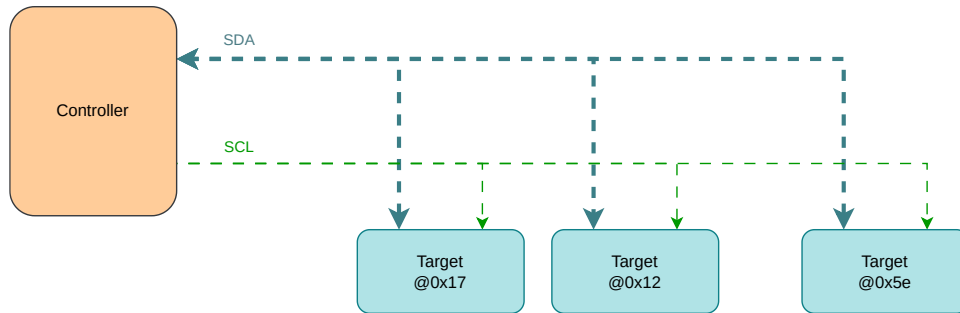 SDA
Controller
SCL
Target
@0x17
Target
@0x12
Target
@0x5e